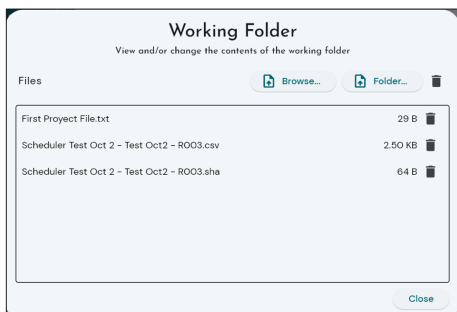 Working Folder
View and/or change the contents of the working folder
Files
Browse...
Folder...
First Proyect File.txt 29 B
Scheduler Test Oct 2 - Test Oct2 - R003.csv 2.50 KB
Scheduler Test Oct 2 - Test Oct2 - R003.sha 64 B
Close